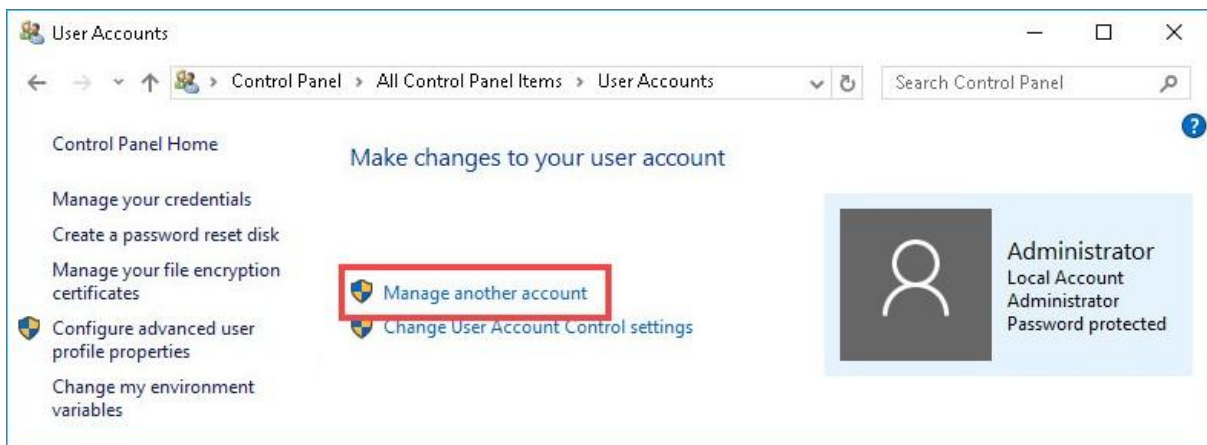 User Accounts
Control Panel > All Control Panel Items > User Accounts
Search Control Panel
?
Control Panel Home
Manage your credentials
Create a password reset disk
Manage your file encryption
certificates
Configure advanced user
profile properties
Change my environment
variables
Make changes to your user account
Manage another account
Change User Account Control settings
Administrator
Local Account
Administrator
Password protected